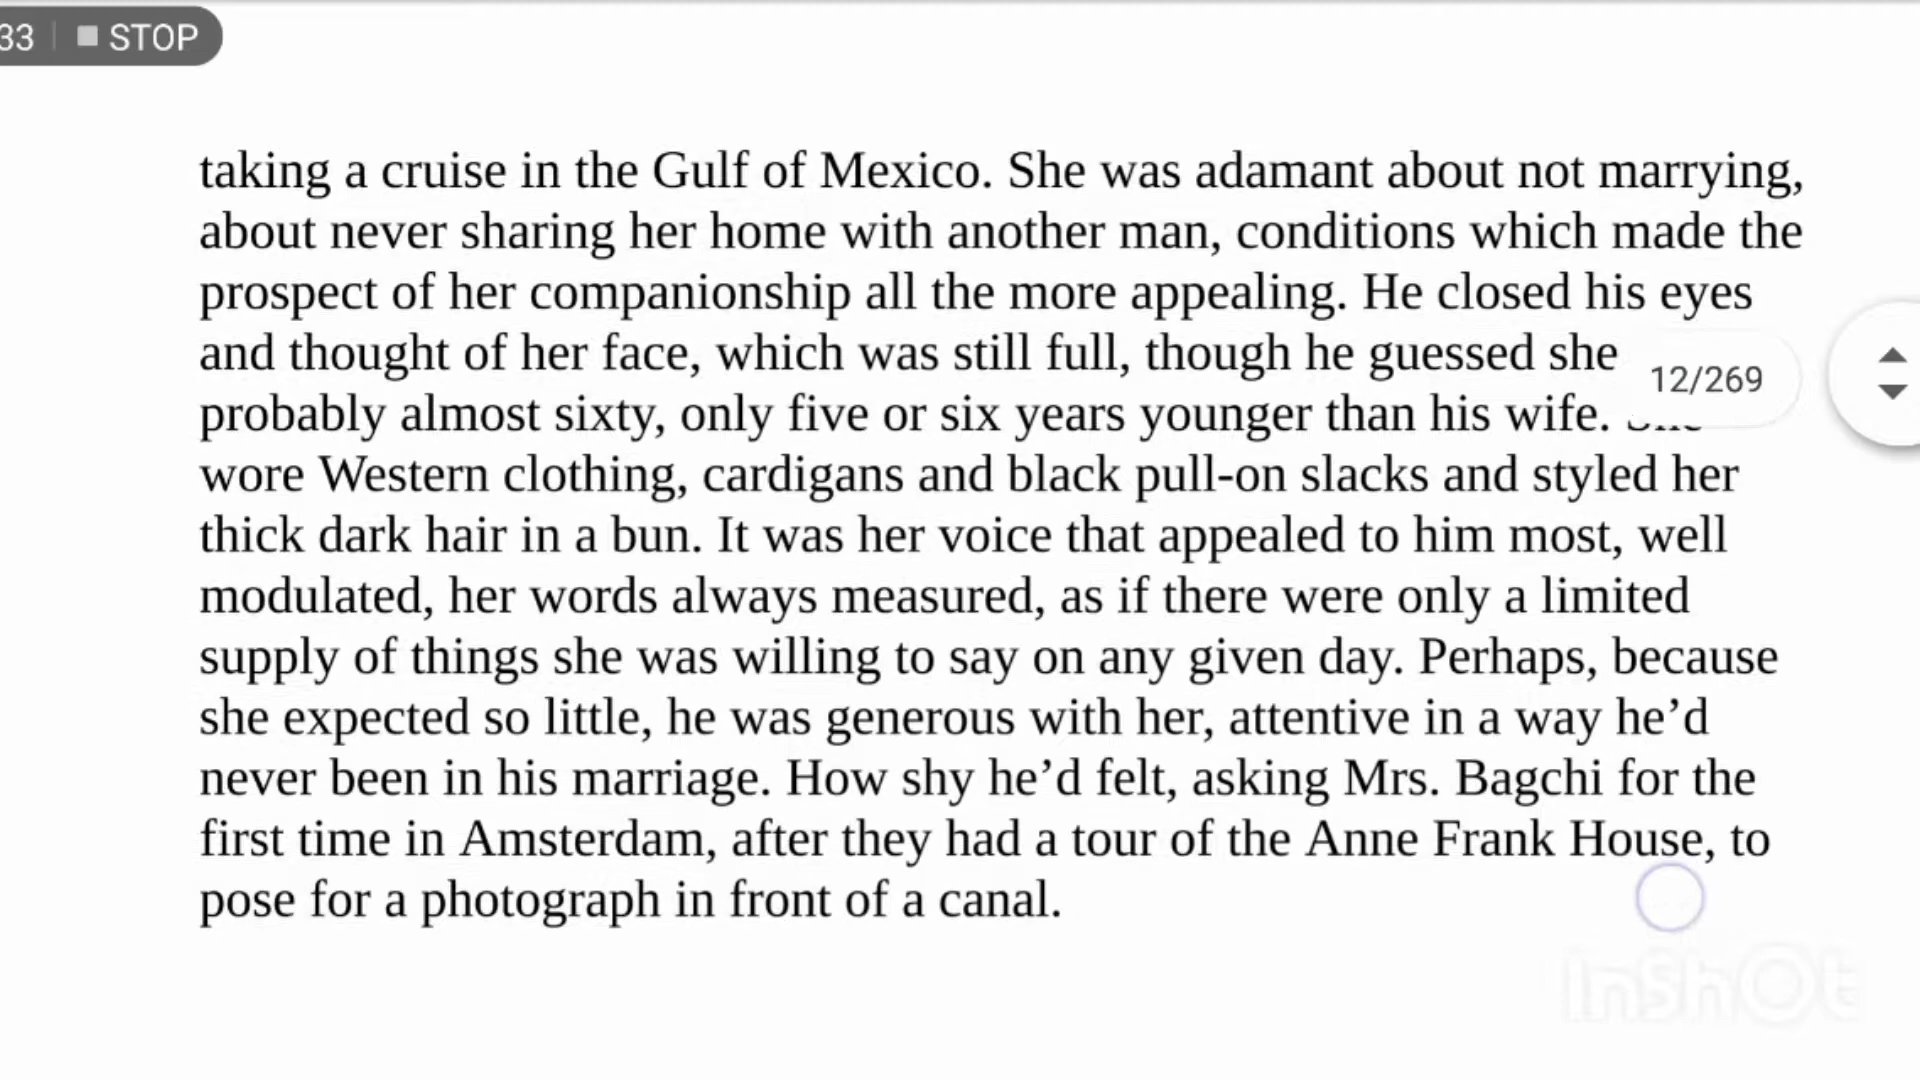 33 STOP
taking a cruise in the Gulf of Mexico. She was adamant about not marrying,
about never sharing her home with another man, conditions which made the
prospect of her companionship all the more appealing. He closed his eyes
and thought of her face, which was still full, though he guessed she
12/269
probably almost sixty, only five or six years younger than his wife.
wore Western clothing, cardigans and black pull-on slacks and styled her
thick dark hair in a bun. It was her voice that appealed to him most, well
modulated, her words always measured, as if there were only a limited
supply of things she was willing to say on any given day. Perhaps, because
she expected so little, he was generous with her, attentive in a way he’d
never been in his marriage. How shy he’d felt, asking Mrs. Bagchi for the
first time in Amsterdam, after they had a tour of the Anne Frank House, to
pose for a photograph in front of a canal.
InShOt